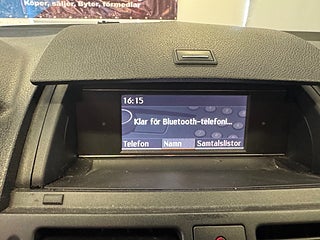 Köper, säljer, Byter, förmedlar
16:15
Klar för Bluetooth-telefoni...
Telefon Namn Samtalslistor